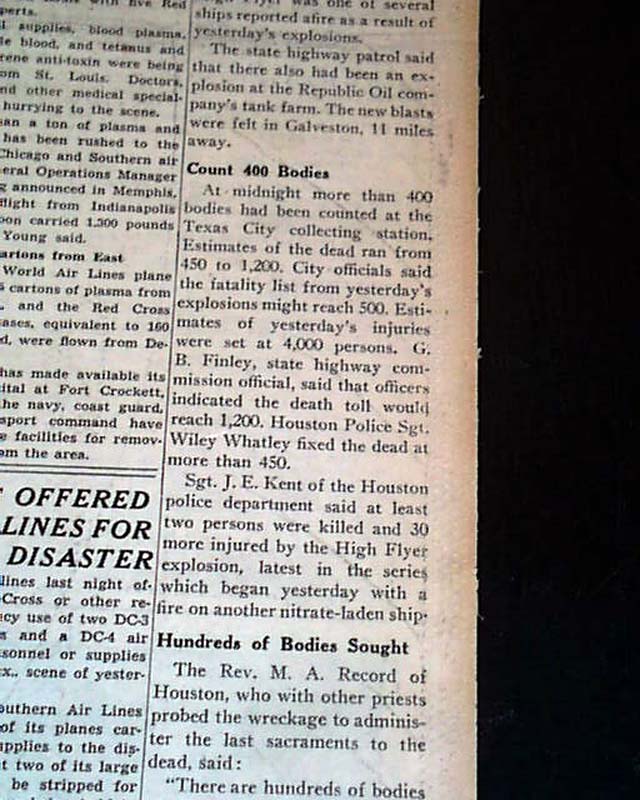 with five Red
perts.
supplies, blood plasma,
blood, and tetanus and
rene anti-toxin were being
om St. Louis. Doctors,
nd other medical special-
hurrying to the scene.
an a ton of plasma and
has been rushed to the
Chicago and Southern air
eral Operations Manager
g announced in Memphis.
flight from Indianapolis
oon carried 1,300 pounds
Young said.
artons from East
World Air Lines plane
s cartons of plasma from
, and the Red Cross
ases, equivalent to 160
d, were flown from De-
has made available its
ital at Fort Crockett,
he navy, coast guard,
sport command have
e facilities for remov-
om the area.
OFFERED
LINES FOR
DISASTER
lines last night of-
Cross or other re-
cy use of two DC-3
s and a DC-4 air
sonnel or supplies
x., scene of yester-
outhern Air Lines
of its planes car-
upplies to the dis-
t two of its large
be stripped for
Flyer was one of several
ships reported afire as a result of
yesterday's explosions.
The state highway patrol said
that there also had been an ex-
plosion at the Republic Oil com-
pany's tank farm. The new blasts
were felt in Galveston, 11 miles
away.
Count 400 Bodies
At midnight more than 400
bodies had been counted at the
Texas City collecting station.
Estimates of the dead ran from
450 to 1,200. City officials said
the fatality list from yesterday's
explosions might reach 500. Esti-
mates of yesterday's injuries
were set at 4,000 persons. G.
B. Finley, state highway com-
mission official, said that officers
indicated the death toll would
reach 1,200. Houston Police Sgt.
Wiley Whatley fixed the dead at
more than 450.
Sgt. J. E. Kent of the Houston
police department said at least
two persons were killed and 30
more injured by the High Flyer
explosion, latest in the series
which began yesterday with a
fire on another nitrate-laden ship.
Hundreds of Bodies Sought
The Rev. M. A. Record of
Houston, who with other priests
probed the wreckage to adminis-
ter the last sacraments to the
dead, said:
"There are hundreds of bodies